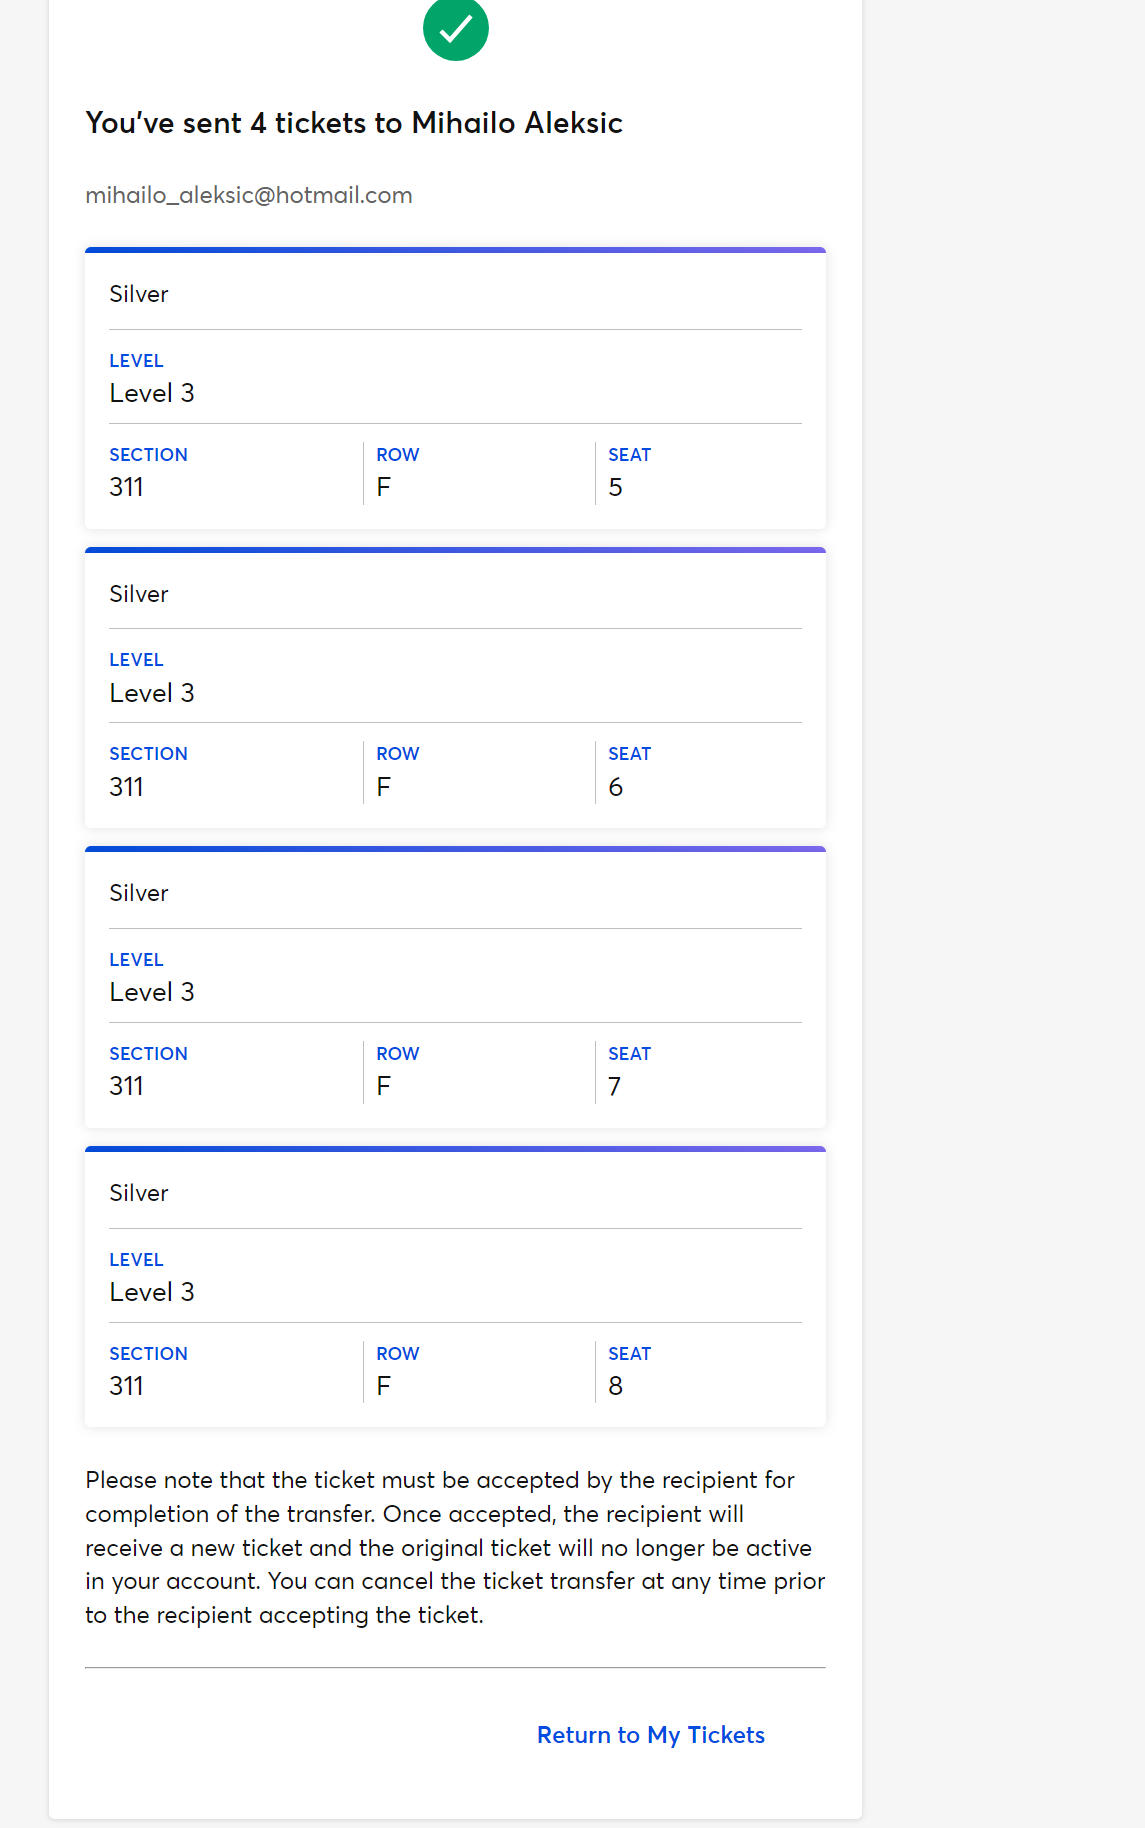 You've sent 4 tickets to Mihailo Aleksic
mihailo_aleksic@hotmail.com
Silver
LEVEL
Level 3
SECTION ROW SEAT
311 F 5
Silver
LEVEL
Level 3
SECTION ROW SEAT
311 F 6
Silver
LEVEL
Level 3
SECTION ROW SEAT
311 F 7
Silver
LEVEL
Level 3
SECTION ROW SEAT
311 F 8
Please note that the ticket must be accepted by the recipient for
completion of the transfer. Once accepted, the recipient will
receive a new ticket and the original ticket will no longer be active
in your account. You can cancel the ticket transfer at any time prior
to the recipient accepting the ticket.
Return to My Tickets